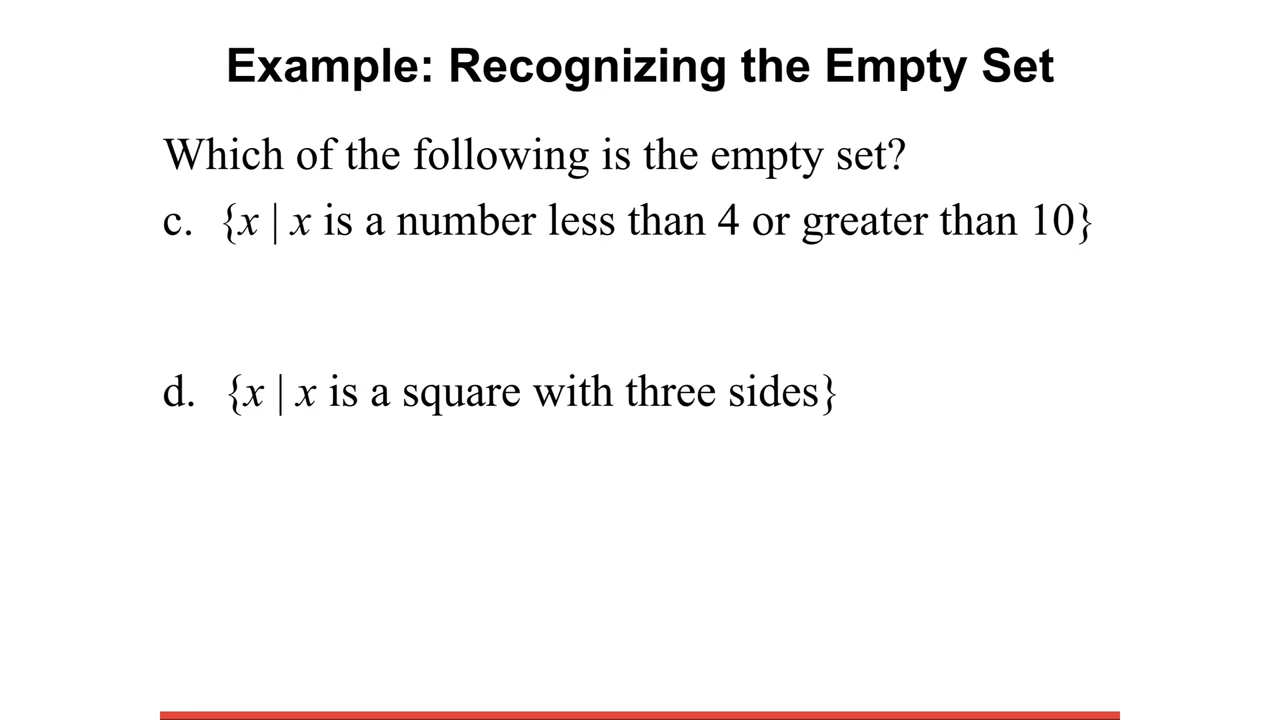 Example: Recognizing the Empty Set
Which of the following is the empty set?
c. {x | x is a number less than 4 or greater than 10}
d. {x | x is a square with three sides}